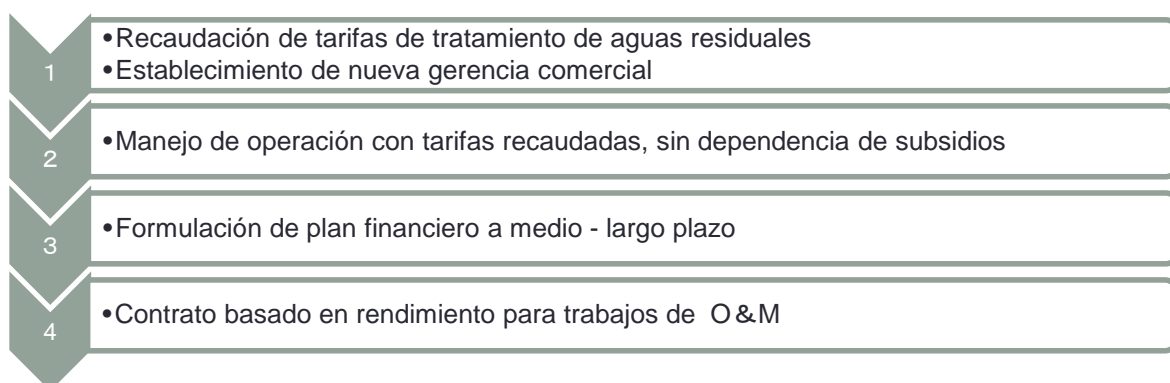 1
•Recaudación de tarifas de tratamiento de aguas residuales
•Establecimiento de nueva gerencia comercial
2
•Manejo de operación con tarifas recaudadas, sin dependencia de subsidios
3
•Formulación de plan financiero a medio - largo plazo
4
•Contrato basado en rendimiento para trabajos de O&M